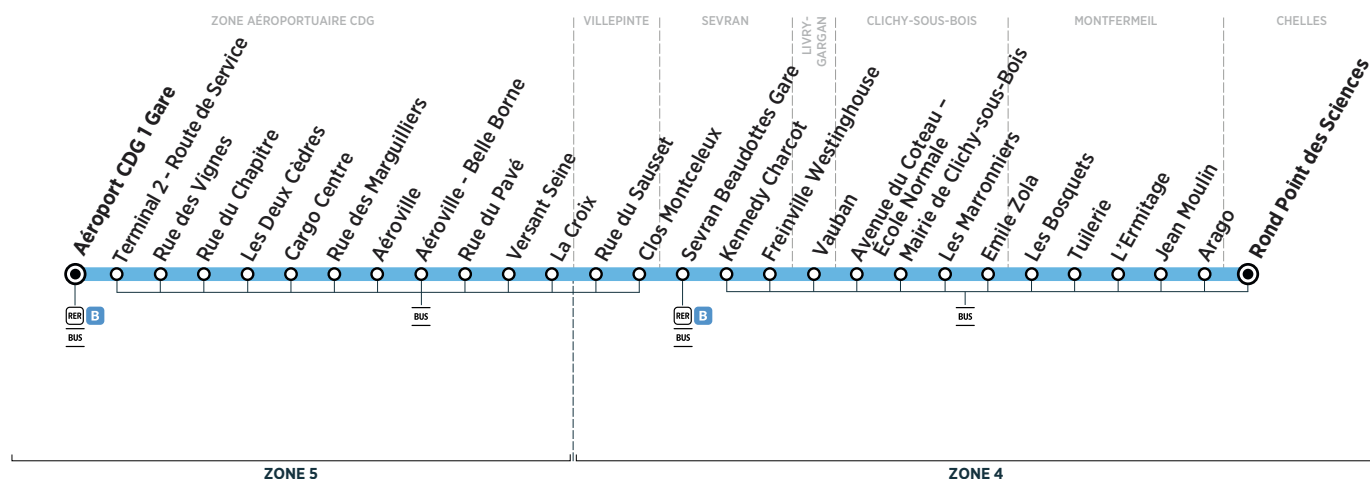 ZONE AÉROPORTUAIRE CDG
VILLEPINTE
SEVRAN
LIVRY-
GARGAN
CLICHY-SOUS-BOIS
MONTFERMEIL
CHELLES
Aéroport CDG 1 Gare
Terminal 2 - Route de Service
Rue des Vignes
Rue du Chapitre
Les Deux Cèdres
Cargo Centre
Rue des Marguilliers
Aéroville
Aéroville - Belle Borne
Rue du Pavé
Versant Seine
La Croix
Rue du Sausset
Clos Montceleux
Sevran Beaudottes Gare
Kennedy Charcot
Freinville Westinghouse
Vauban
Avenue du Coteau –
École Normale
Mairie de Clichy-sous-Bois
Les Marronniers
Emile Zola
Les Bosquets
Tuilerie
L'Ermitage
Jean Moulin
Arago
Rond Point des Sciences
RER B
BUS
BUS
RER B
BUS
BUS
ZONE 5
ZONE 4